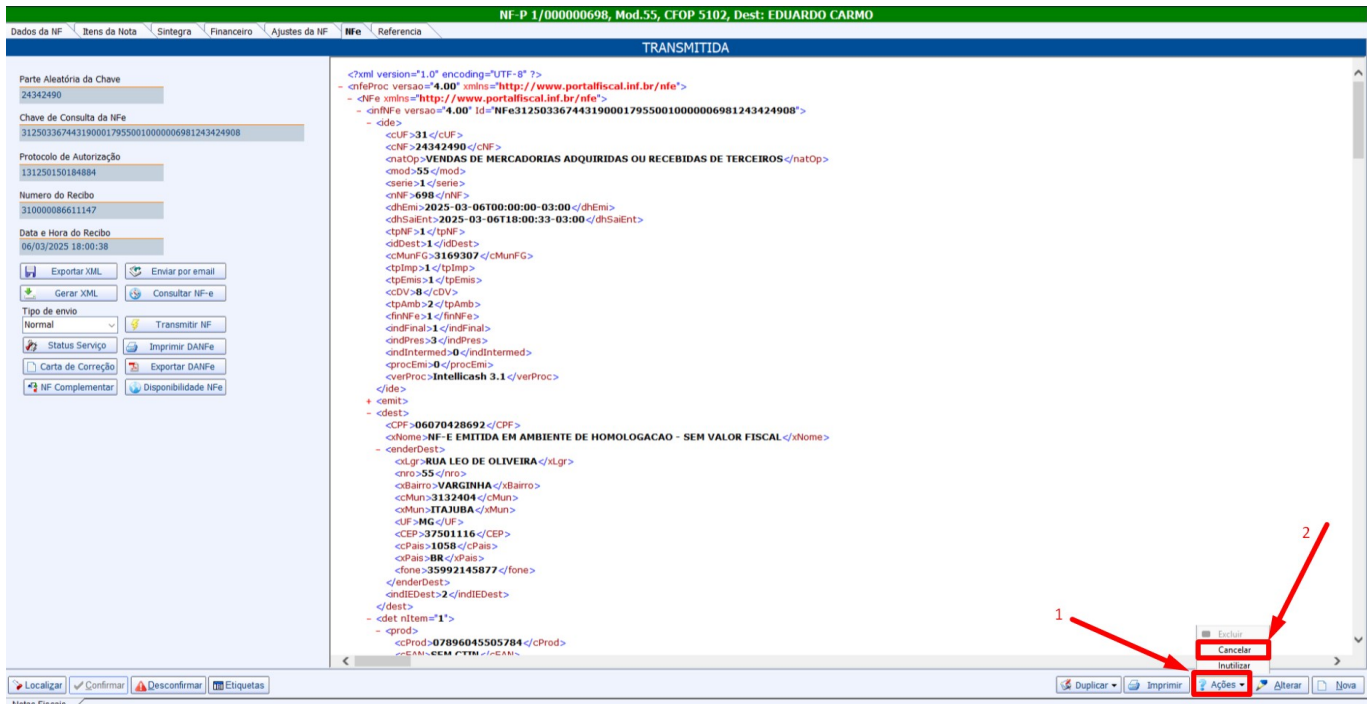 NF-P 1/000000698, Mod.55, CFOP 5102, Dest: EDUARDO CARMO
Dados da NF Itens da Nota Sintegra Financeiro Ajustes da NF NFe Referencia
TRANSMITIDA
Parte Aleatória da Chave
24342490
Chave de Consulta da NFe
31250336744319000179550010000006981243424908
Protocolo de Autorização
131250150184884
Numero do Recibo
310000086611147
Data e Hora do Recibo
06/03/2025 18:00:38
Exportar XML Enviar por email
Gerar XML Consultar NF-e
Tipo de envio
Normal Transmitir NF
Status Serviço Imprimir DANFe
Carta de Correção Exportar DANFe
NF Complementar Disponibilidade NFe
<?xml version="1.0" encoding="UTF-8" ?>
- <nfeProc versao="4.00" xmlns="http://www.portalfiscal.inf.br/nfe">
- <NFe xmlns="http://www.portalfiscal.inf.br/nfe">
- <infNFe versao="4.00" Id="NFe31250336744319000179550010000006981243424908">
- <ide>
<cUF>31</cUF>
<cNF>24342490</cNF>
<natOp>VENDAS DE MERCADORIAS ADQUIRIDAS OU RECEBIDAS DE TERCEIROS</natOp>
<mod>55</mod>
<serie>1</serie>
<nNF>698</nNF>
<dhEmi>2025-03-06T00:00:00-03:00</dhEmi>
<dhSaiEnt>2025-03-06T18:00:33-03:00</dhSaiEnt>
<tpNF>1</tpNF>
<idDest>1</idDest>
<cMunFG>3169307</cMunFG>
<tpImp>1</tpImp>
<tpEmis>1</tpEmis>
<cDV>8</cDV>
<tpAmb>2</tpAmb>
<finNFe>1</finNFe>
<indFinal>1</indFinal>
<indPres>3</indPres>
<indIntermed>0</indIntermed>
<procEmi>0</procEmi>
<verProc>Intellicash 3.1</verProc>
</ide>
+ <emit>
- <dest>
<CPF>06070428692</CPF>
<xNome>NF-E EMITIDA EM AMBIENTE DE HOMOLOGACAO - SEM VALOR FISCAL</xNome>
- <enderDest>
<xLgr>RUA LEO DE OLIVEIRA</xLgr>
<nro>55</nro>
<xBairro>VARGINHA</xBairro>
<cMun>3132404</cMun>
<xMun>ITAJUBA</xMun>
<UF>MG</UF>
<CEP>37501116</CEP>
<cPais>1058</cPais>
<xPais>BR</xPais>
<fone>35992145877</fone>
</enderDest>
<indIEDest>2</indIEDest>
</dest>
- <det nItem="1">
- <prod>
<cProd>07896045505784</cProd>
<cEAN>SEM GTIN</cEAN>
2
1
Excluir
Cancelar
Inutilizar
Localizar Confirmar Desconfirmar Etiquetas Duplicar Imprimir Ações Alterar Nova
Notas Fiscais